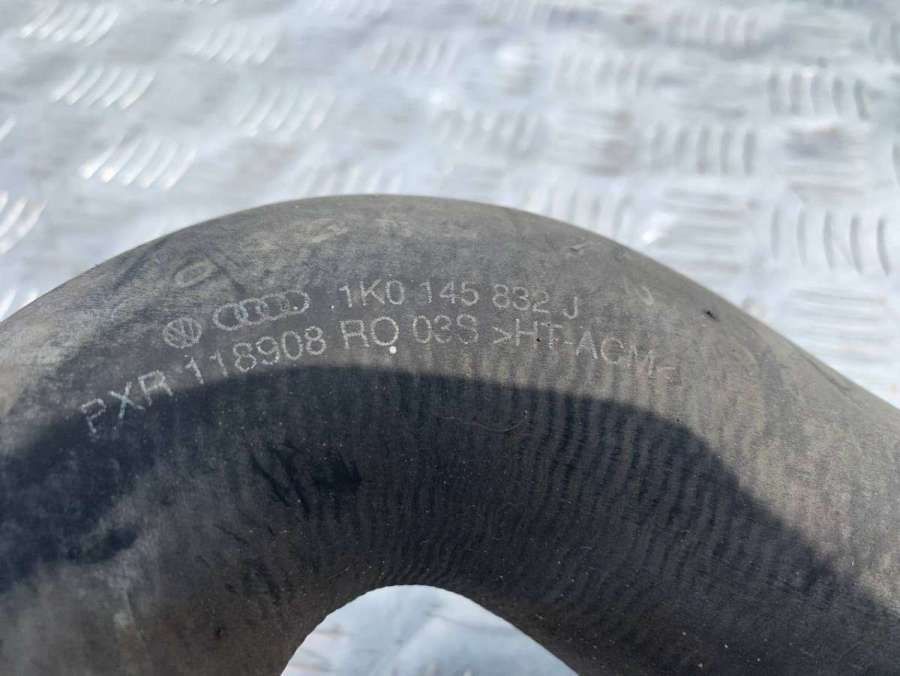 1K0 145 832 J
PXR 118908 RO 03S >HT-ACM-